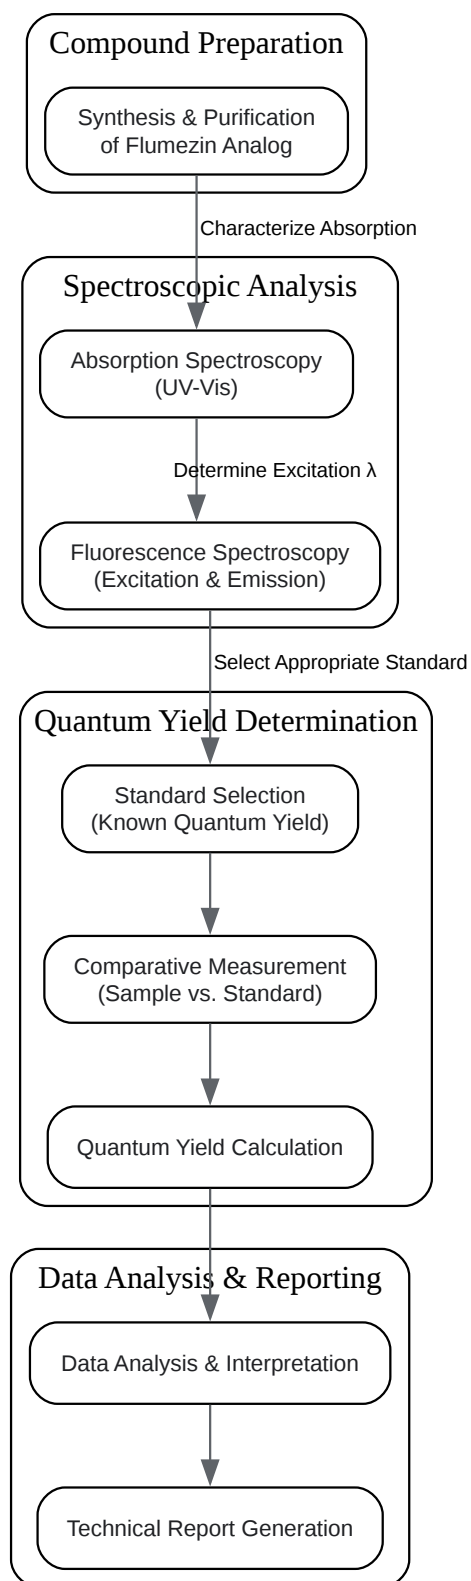 Compound Preparation
Synthesis & Purification
of Flumezin Analog
Characterize Absorption
Spectroscopic Analysis
Absorption Spectroscopy
(UV-Vis)
Determine Excitation λ
Fluorescence Spectroscopy
(Excitation & Emission)
Select Appropriate Standard
Quantum Yield Determination
Standard Selection
(Known Quantum Yield)
Comparative Measurement
(Sample vs. Standard)
Quantum Yield Calculation
Data Analysis & Reporting
Data Analysis & Interpretation
Technical Report Generation